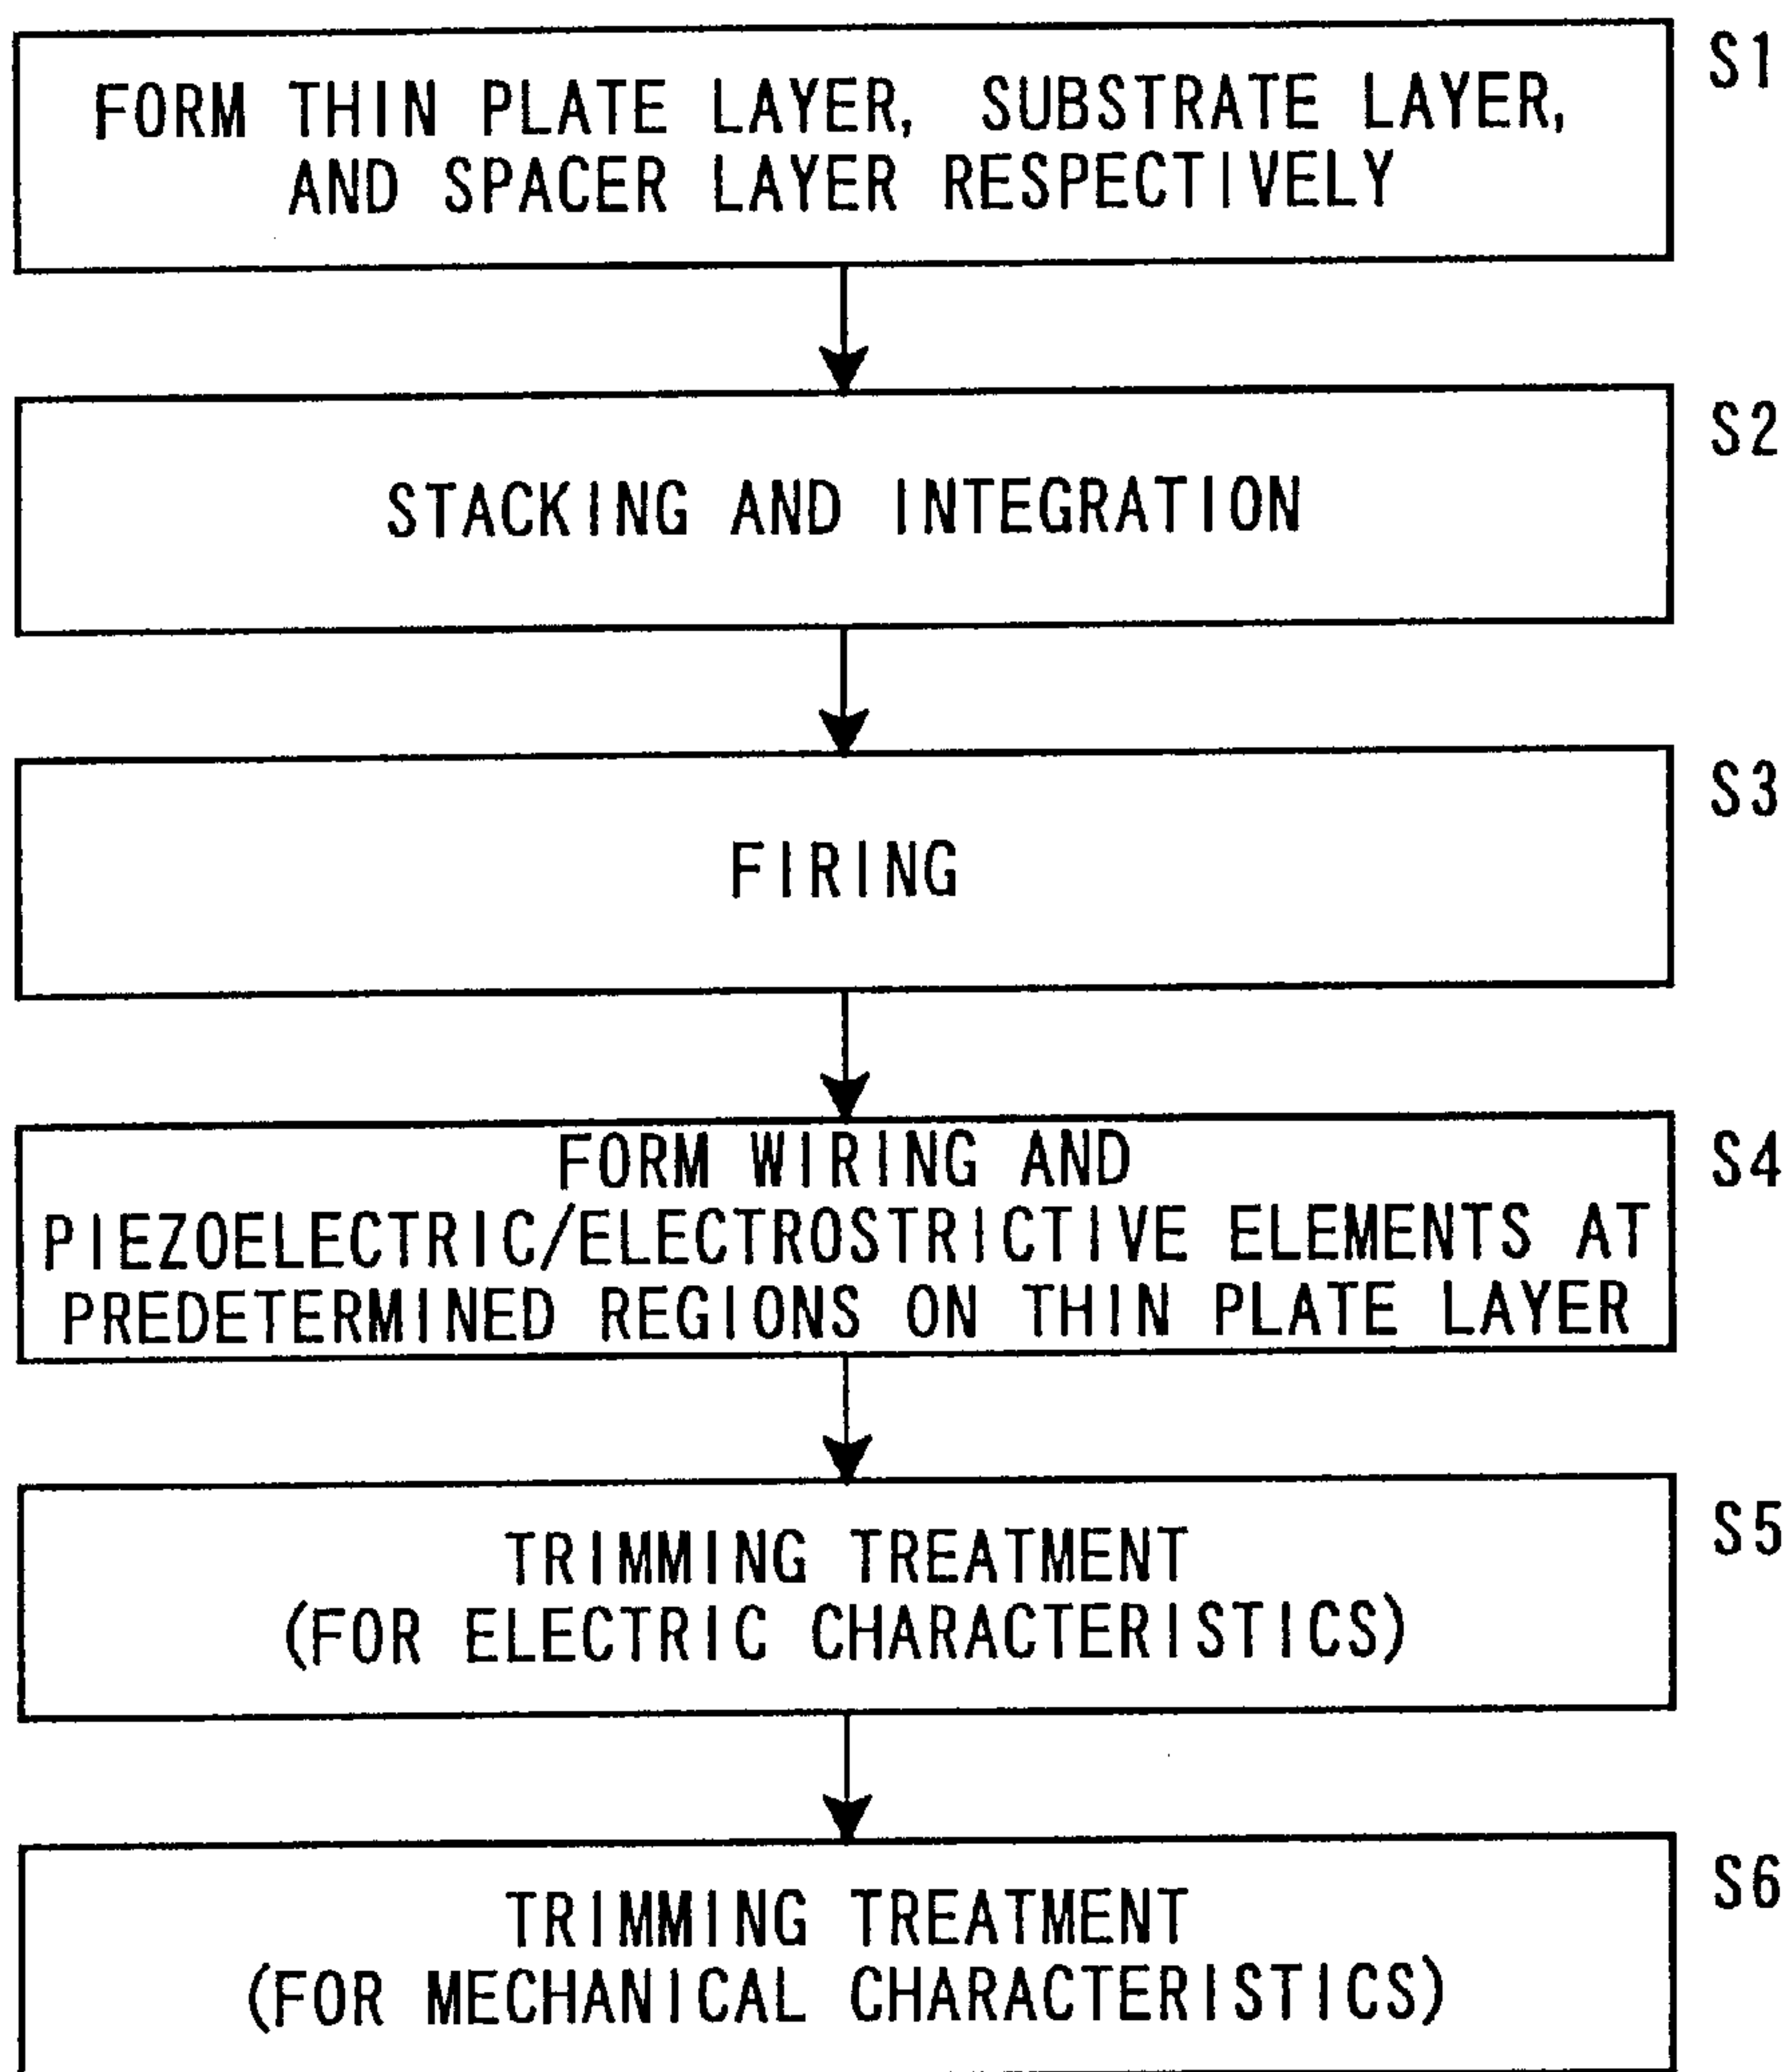 FORM THIN PLATE LAYER, SUBSTRATE LAYER,
AND SPACER LAYER RESPECTIVELY
S1
STACKING AND INTEGRATION
S2
FIRING
S3
FORM WIRING AND
PIEZOELECTRIC/ELECTROSTRICTIVE ELEMENTS AT
PREDETERMINED REGIONS ON THIN PLATE LAYER
S4
TRIMMING TREATMENT
(FOR ELECTRIC CHARACTERISTICS)
S5
TRIMMING TREATMENT
(FOR MECHANICAL CHARACTERISTICS)
S6